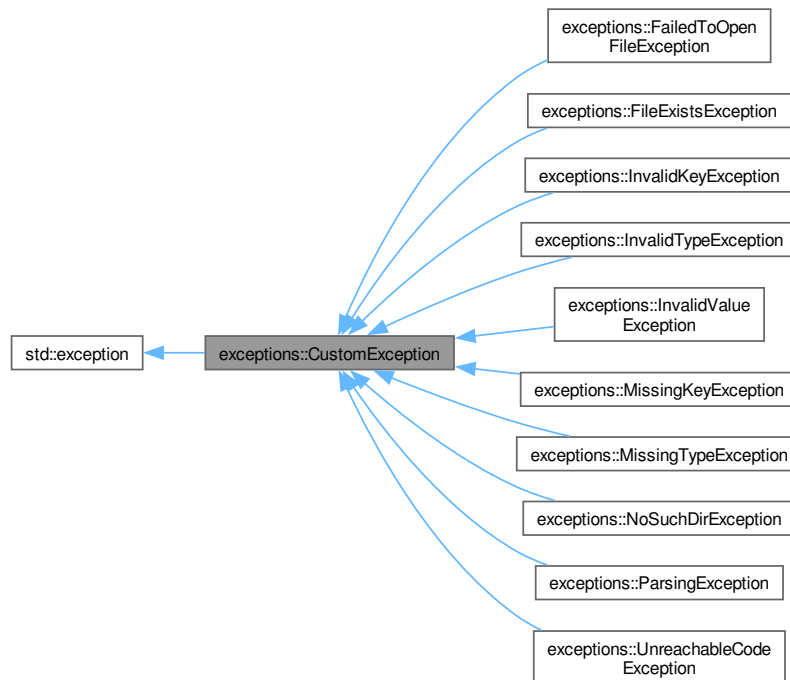 exceptions::FailedToOpen
FileException
exceptions::FileExistsException
exceptions::InvalidKeyException
exceptions::InvalidTypeException
exceptions::InvalidValue
Exception
std::exception
exceptions::CustomException
exceptions::MissingKeyException
exceptions::MissingTypeException
exceptions::NoSuchDirException
exceptions::ParsingException
exceptions::UnreachableCode
Exception